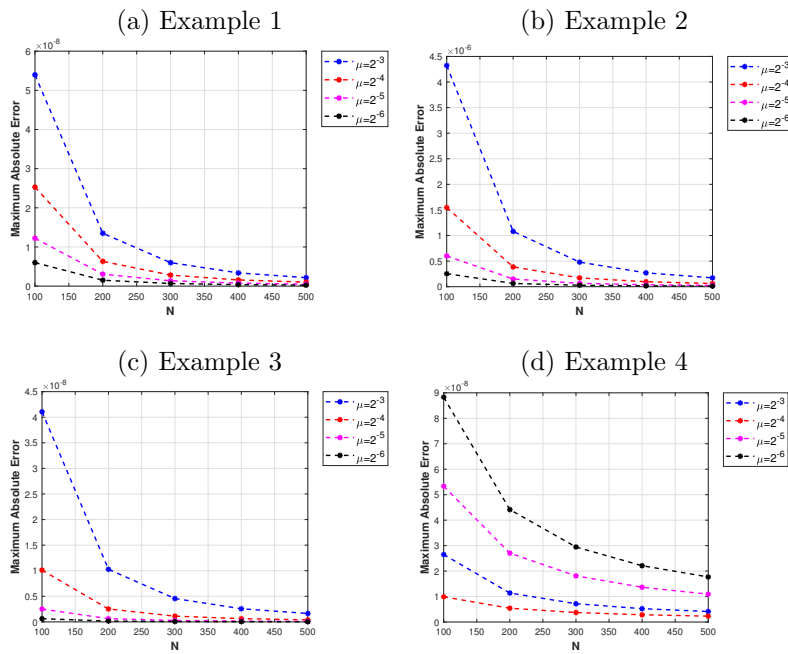 (a) Example 1
×10⁻⁸
6
5
4
3
2
1
0
100 150 200 250 300 350 400 450 500
N
Maximum Absolute Error
μ=2⁻³
μ=2⁻⁴
μ=2⁻⁵
μ=2⁻⁶
(b) Example 2
×10⁻⁶
4.5
4
3.5
3
2.5
2
1.5
1
0.5
0
100 150 200 250 300 350 400 450 500
N
Maximum Absolute Error
μ=2⁻³
μ=2⁻⁴
μ=2⁻⁵
μ=2⁻⁶
(c) Example 3
×10⁻⁸
4.5
4
3.5
3
2.5
2
1.5
1
0.5
0
100 150 200 250 300 350 400 450 500
N
Maximum Absolute Error
μ=2⁻³
μ=2⁻⁴
μ=2⁻⁵
μ=2⁻⁶
(d) Example 4
×10⁻⁸
9
8
7
6
5
4
3
2
1
0
100 150 200 250 300 350 400 450 500
N
Maximum Absolute Error
μ=2⁻³
μ=2⁻⁴
μ=2⁻⁵
μ=2⁻⁶